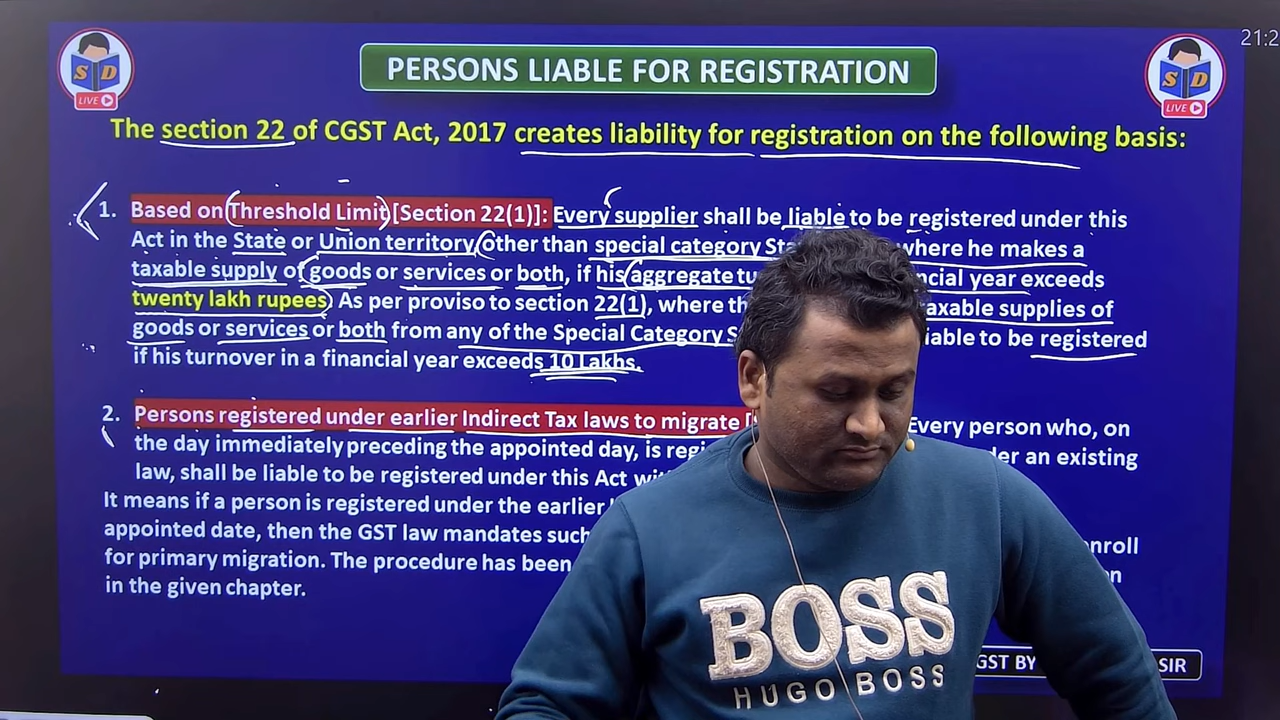 21:2
S D
LIVE
S D
LIVE
PERSONS LIABLE FOR REGISTRATION
The section 22 of CGST Act, 2017 creates liability for registration on the following basis:
1. Based on Threshold Limit [Section 22(1)]: Every supplier shall be liable to be registered under this
Act in the State or Union territory, other than special category Sta where he makes a
taxable supply of goods or services or both, if his aggregate tu ncial year exceeds
twenty lakh rupees. As per proviso to section 22(1), where th taxable supplies of
goods or services or both from any of the Special Category S iable to be registered
if his turnover in a financial year exceeds 10 Lakhs.
2. Persons registered under earlier Indirect Tax laws to migrate [ Every person who, on
the day immediately preceding the appointed day, is regi der an existing
law, shall be liable to be registered under this Act wit
It means if a person is registered under the earlier
appointed date, then the GST law mandates such nroll
for primary migration. The procedure has been n
in the given chapter.
GST BY SIR
BOSS
HUGO BOSS